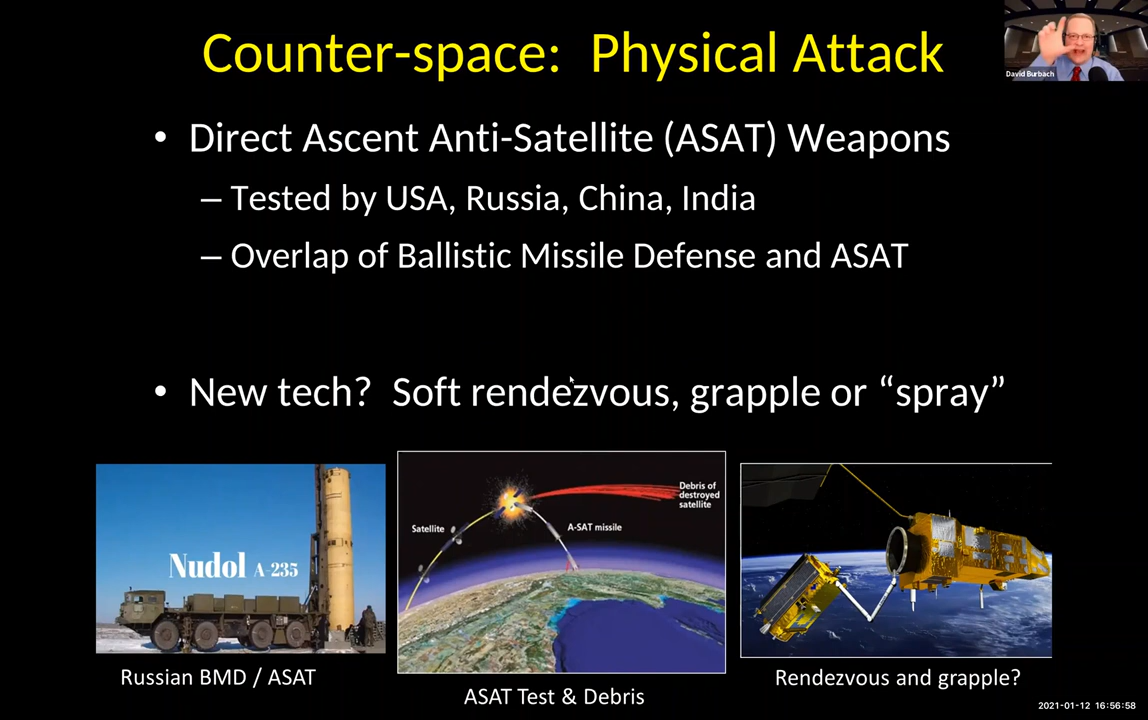 Counter-space: Physical Attack
David Burbach
• Direct Ascent Anti-Satellite (ASAT) Weapons
– Tested by USA, Russia, China, India
– Overlap of Ballistic Missile Defense and ASAT
• New tech? Soft rendezvous, grapple or “spray”
Nudol A-235
Russian BMD / ASAT
Satellite
A-SAT missile
Debris of
destroyed
satellite
ASAT Test & Debris
Rendezvous and grapple?
2021-01-12 16:56:58